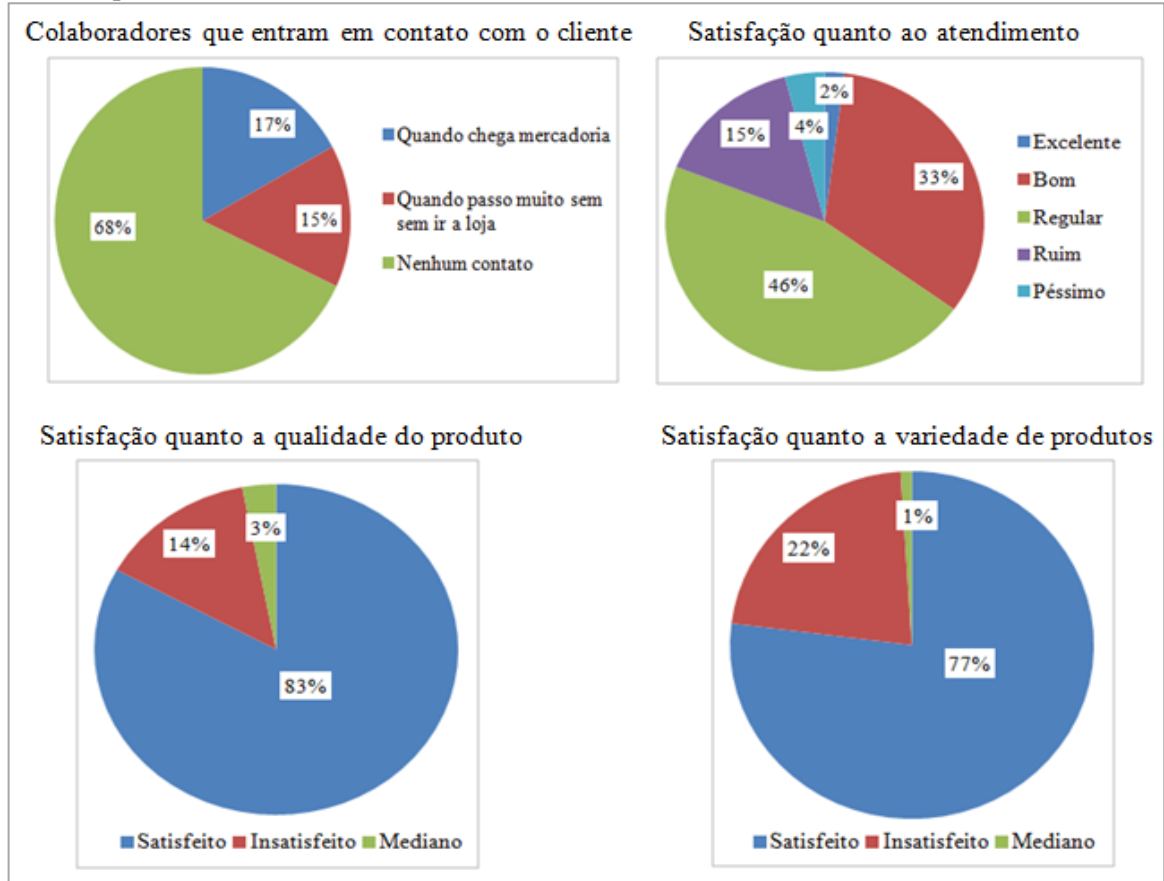 Colaboradores que entram em contato com o cliente
17%
15%
68%
Quando chega mercadoria
Quando passo muito sem
sem ir a loja
Nenhum contato
Satisfação quanto ao atendimento
2%
33%
46%
15%
4%
Excelente
Bom
Regular
Ruim
Péssimo
Satisfação quanto a qualidade do produto
3%
14%
83%
Satisfeito Insatisfeito Mediano
Satisfação quanto a variedade de produtos
1%
22%
77%
Satisfeito Insatisfeito Mediano